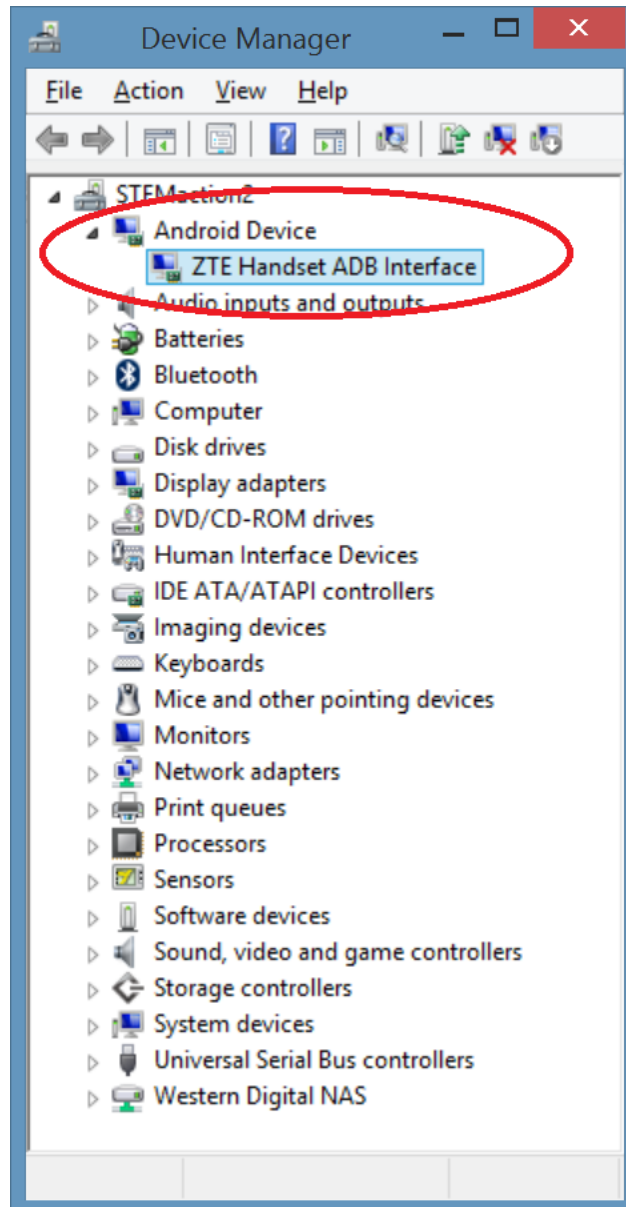 Device Manager
File Action View Help
STEMaction2
Android Device
ZTE Handset ADB Interface
Audio inputs and outputs
Batteries
Bluetooth
Computer
Disk drives
Display adapters
DVD/CD-ROM drives
Human Interface Devices
IDE ATA/ATAPI controllers
Imaging devices
Keyboards
Mice and other pointing devices
Monitors
Network adapters
Print queues
Processors
Sensors
Software devices
Sound, video and game controllers
Storage controllers
System devices
Universal Serial Bus controllers
Western Digital NAS